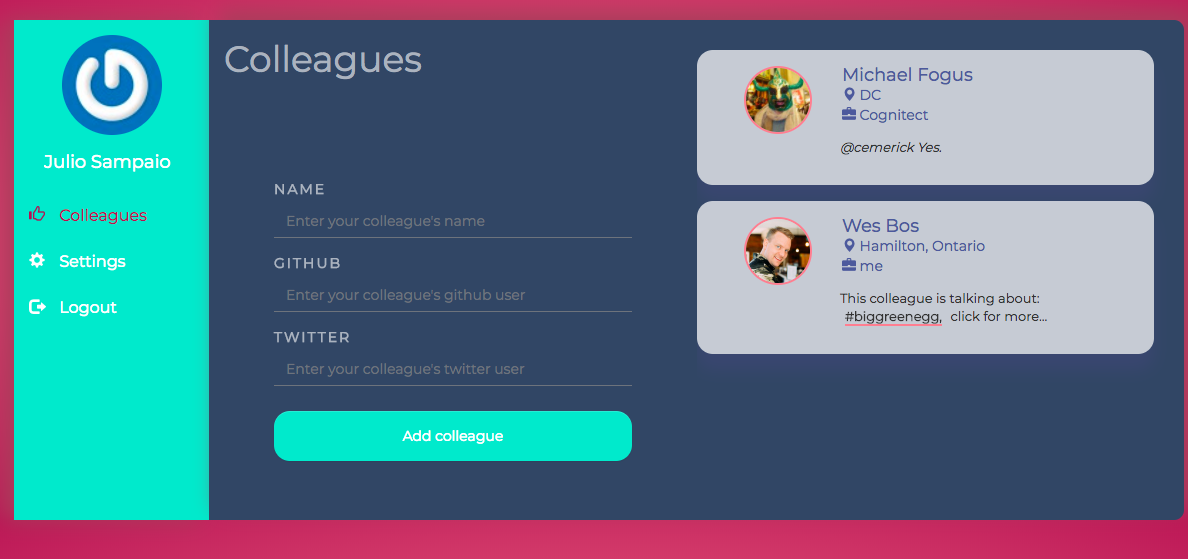 Julio Sampaio
Colleagues
Settings
Logout
Colleagues
NAME
Enter your colleague's name
GITHUB
Enter your colleague's github user
TWITTER
Enter your colleague's twitter user
Add colleague
Michael Fogus
DC
Cognitect
@cemerick Yes.
Wes Bos
Hamilton, Ontario
me
This colleague is talking about:
#biggreenegg, click for more...